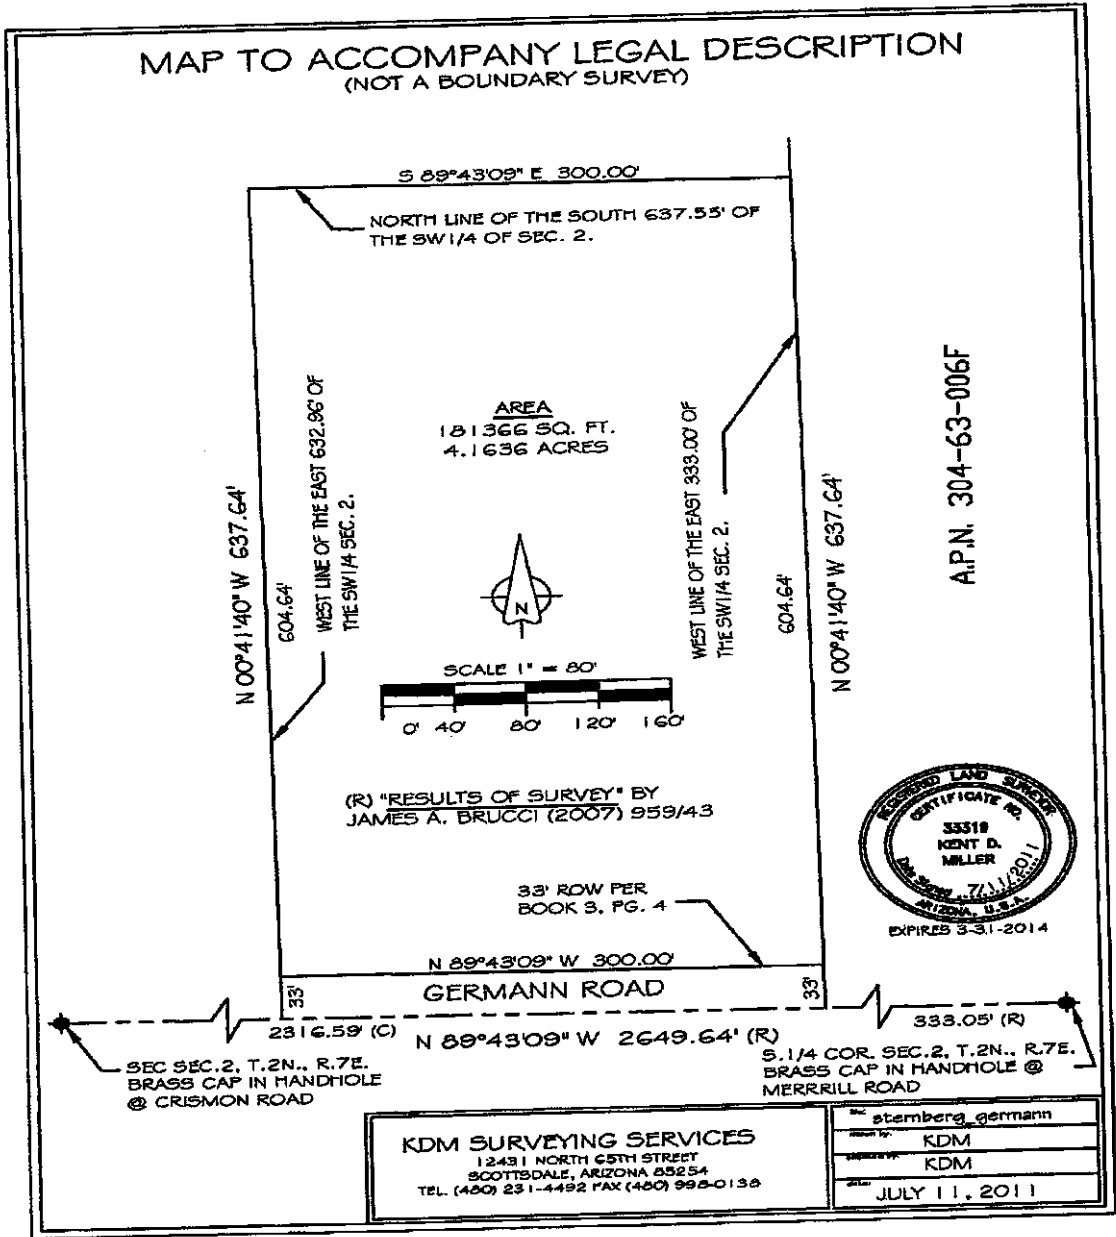 MAP TO ACCOMPANY LEGAL DESCRIPTION
(NOT A BOUNDARY SURVEY)
S 89°43'09" E 300.00'
NORTH LINE OF THE SOUTH 637.55' OF
THE SW1/4 OF SEC. 2.
AREA
181366 SQ. FT.
4.1636 ACRES
N 00°41'40" W 637.64'
604.64'
WEST LINE OF THE EAST 632.96' OF
THE SW1/4 SEC. 2.
WEST LINE OF THE EAST 333.00' OF
THE SW1/4 SEC. 2.
604.64'
N 00°41'40" W 637.64'
A.P.N. 304-63-006F
N
SCALE 1" = 80'
0' 40' 80' 120' 160'
(R) "RESULTS OF SURVEY" BY
JAMES A. BRUCCI (2007) 959/43
REGISTERED LAND SURVEYOR
CERTIFICATE NO.
33319
KENT D.
MILLER
Date Signed 7/11/2011
ARIZONA, U.S.A.
EXPIRES 3-31-2014
33' ROW PER
BOOK 3, PG. 4
N 89°43'09" W 300.00'
33'
GERMANN ROAD
33'
2316.59' (C)
N 89°43'09" W 2649.64' (R)
333.05' (R)
SEC SEC.2, T.2N., R.7E.
BRASS CAP IN HANDHOLE
@ CRISMON ROAD
S.1/4 COR. SEC.2, T.2N., R.7E.
BRASS CAP IN HANDHOLE @
MERRRILL ROAD
KDM SURVEYING SERVICES
12431 NORTH 65TH STREET
SCOTTSDALE, ARIZONA 85254
TEL. (480) 231-4492 FAX (480) 998-0138
sternberg_germann
KDM
KDM
JULY 11, 2011